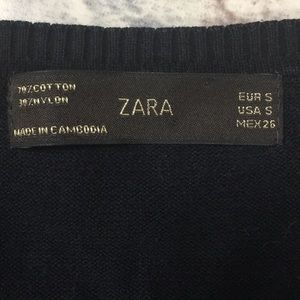 70%COTTON
30%NYLON
MADE IN CAMBODIA
ZARA
EUR S
USA S
MEX 26